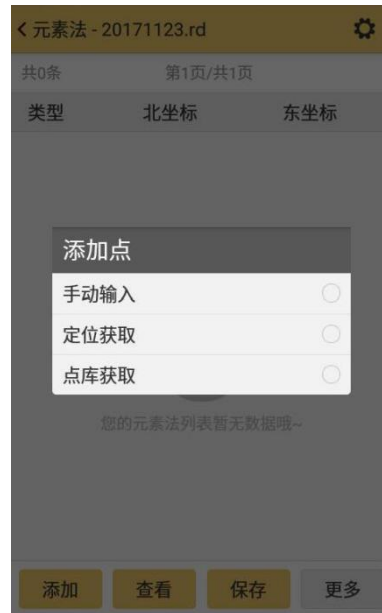 元素法 - 20171123.rd
共0条 第1页/共1页
类型 北坐标 东坐标
添加点
手动输入
定位获取
点库获取
您的元素法列表暂无数据哦~
添加 查看 保存 更多